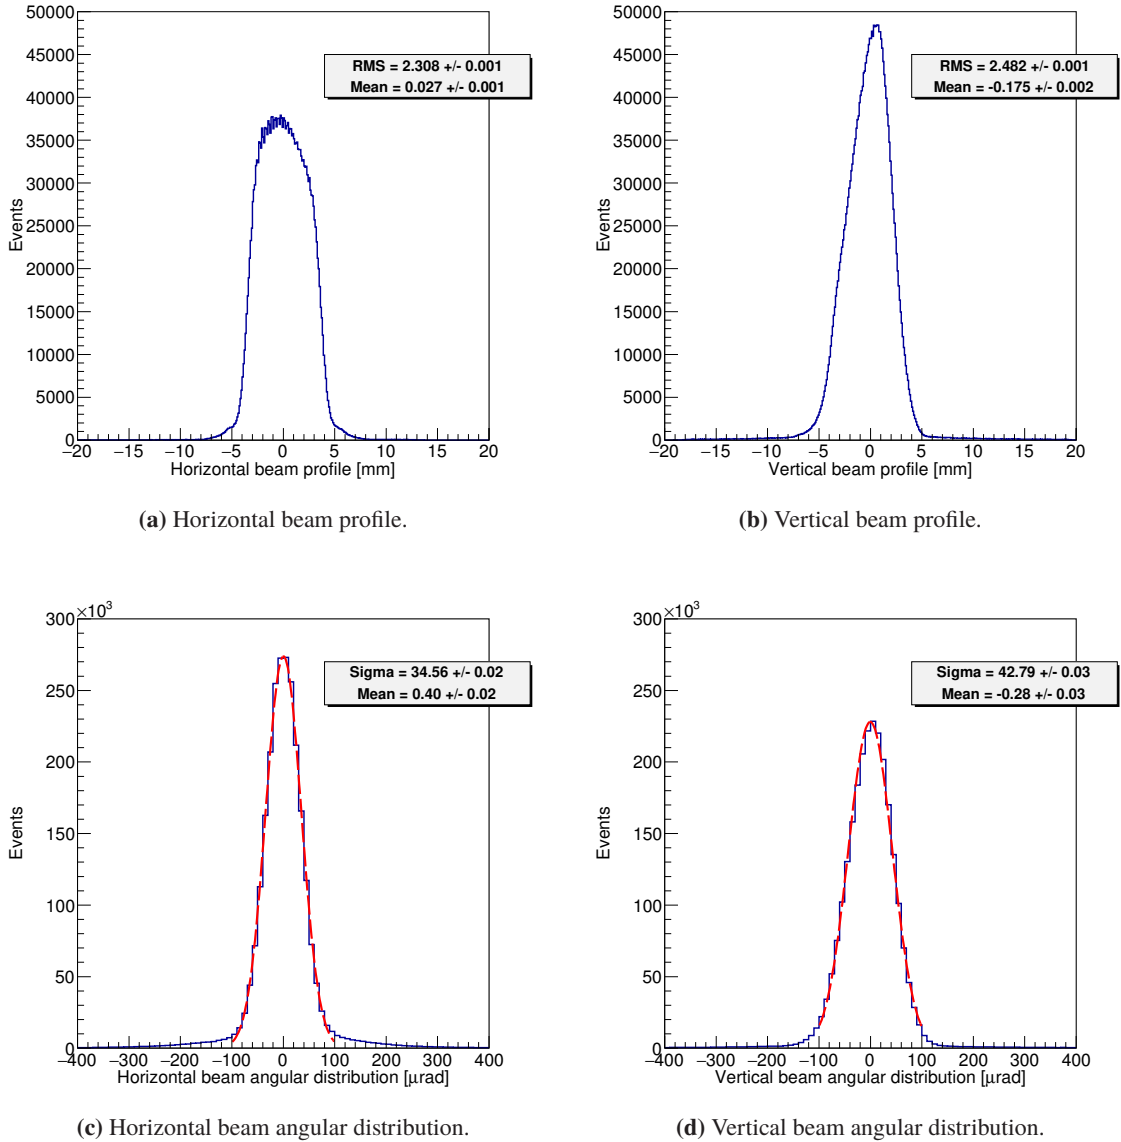 50000
45000
40000
35000
30000
25000
20000
15000
10000
5000
0
Events
RMS = 2.308 +/- 0.001
Mean = 0.027 +/- 0.001
−20 −15 −10 −5 0 5 10 15 20
Horizontal beam profile [mm]
(a) Horizontal beam profile.
50000
45000
40000
35000
30000
25000
20000
15000
10000
5000
0
Events
RMS = 2.482 +/- 0.001
Mean = -0.175 +/- 0.002
−20 −15 −10 −5 0 5 10 15 20
Vertical beam profile [mm]
(b) Vertical beam profile.
×10³
300
250
200
150
100
50
0
Events
Sigma = 34.56 +/- 0.02
Mean = 0.40 +/- 0.02
−400 −300 −200 −100 0 100 200 300 400
Horizontal beam angular distribution [μrad]
(c) Horizontal beam angular distribution.
×10³
300
250
200
150
100
50
0
Events
Sigma = 42.79 +/- 0.03
Mean = -0.28 +/- 0.03
−400 −300 −200 −100 0 100 200 300 400
Vertical beam angular distribution [μrad]
(d) Vertical beam angular distribution.